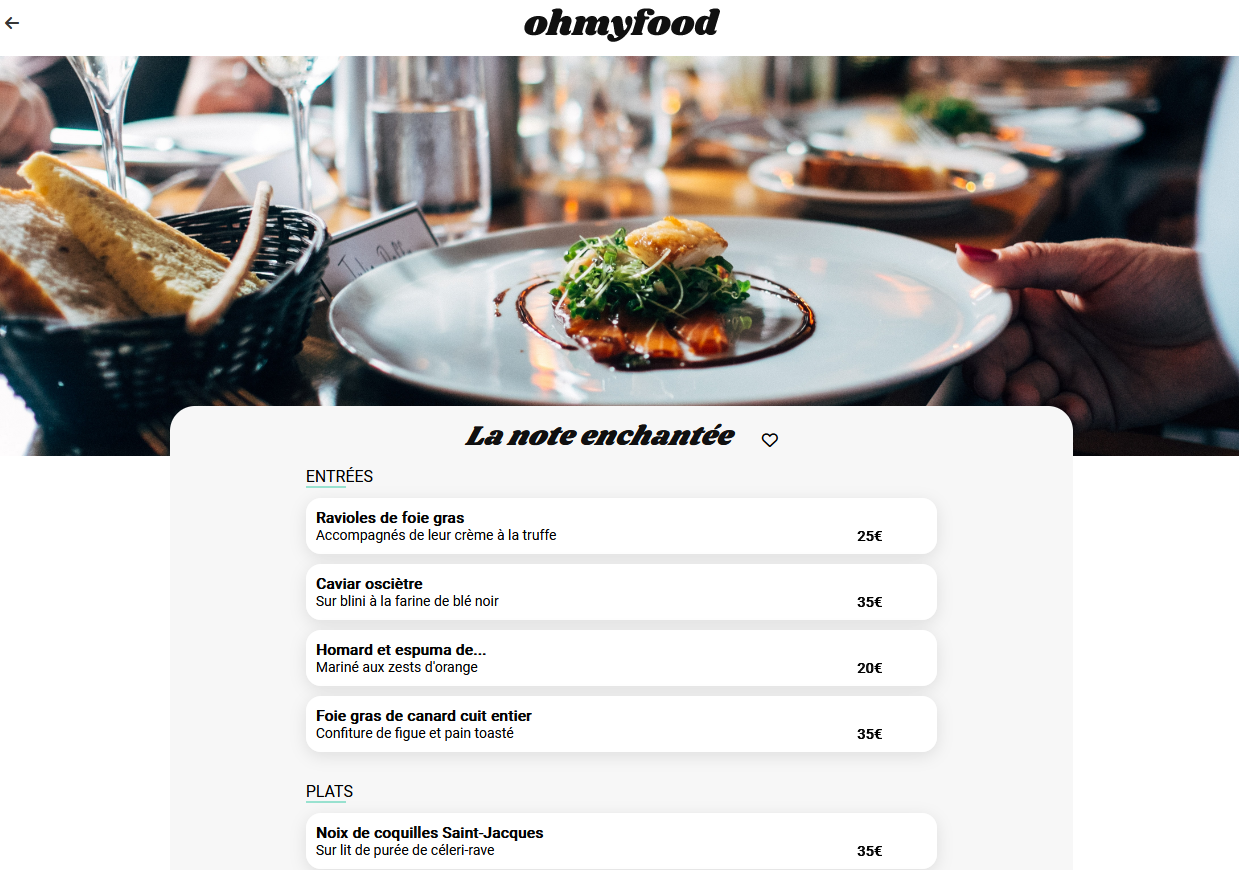 ohmyfood
La note enchantée
ENTRÉES
Ravioles de foie gras
Accompagnés de leur crème à la truffe
25€
Caviar osciètre
Sur blini à la farine de blé noir
35€
Homard et espuma de...
Mariné aux zests d'orange
20€
Foie gras de canard cuit entier
Confiture de figue et pain toasté
35€
PLATS
Noix de coquilles Saint-Jacques
Sur lit de purée de céleri-rave
35€